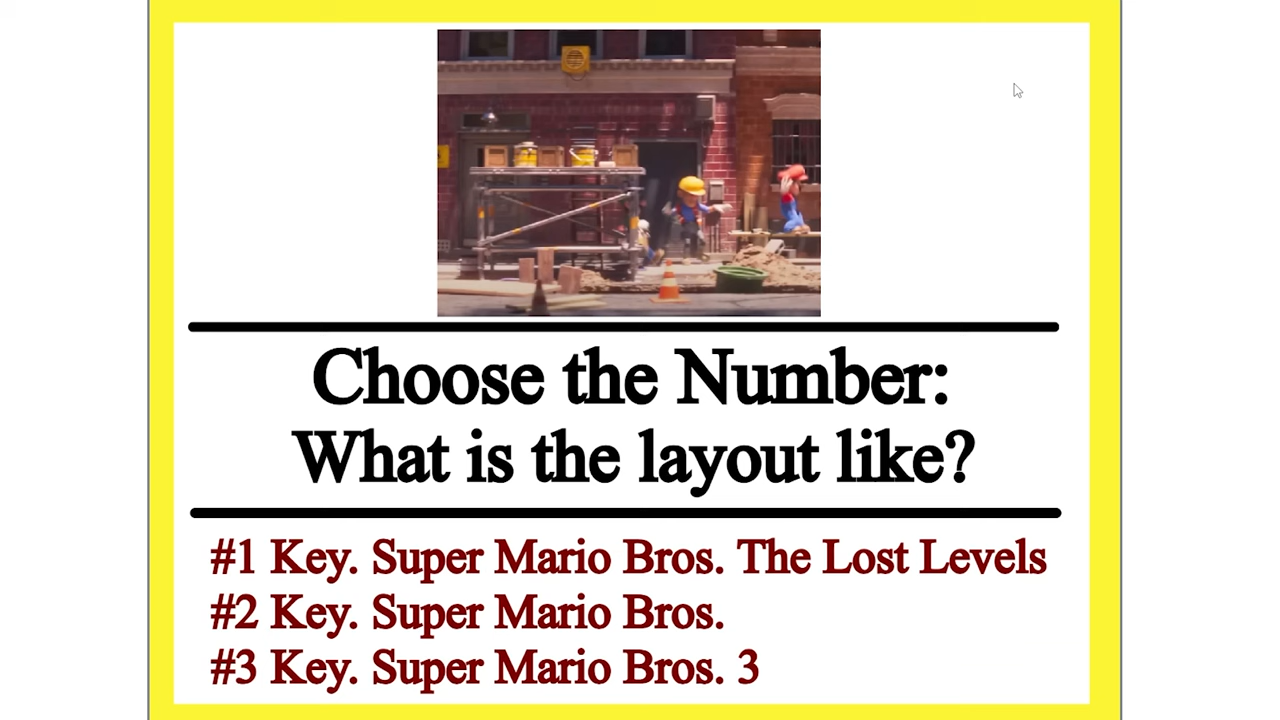 Choose the Number:
What is the layout like?
#1 Key. Super Mario Bros. The Lost Levels
#2 Key. Super Mario Bros.
#3 Key. Super Mario Bros. 3